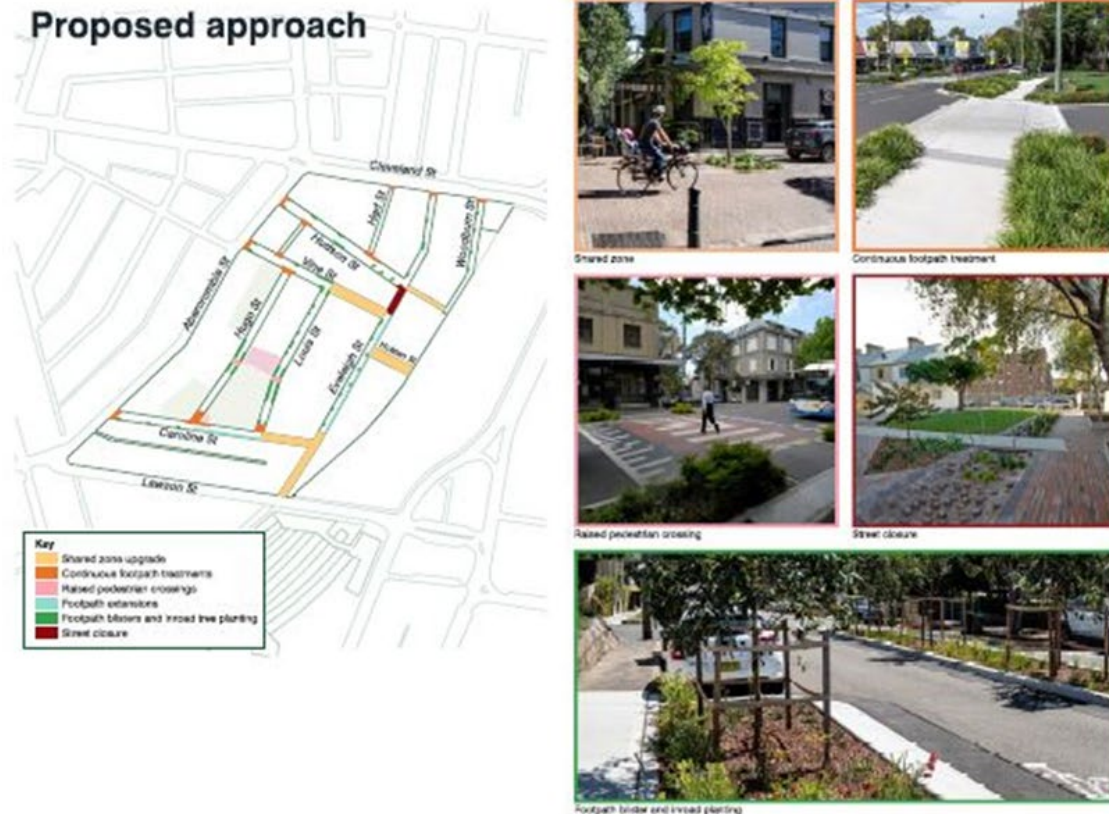 Proposed approach
Cleveland St
Hart St
Woodburn St
Hudson St
Vine St
Abercrombie St
Hugo St
Louis St
Eveleigh St
Holden St
Caroline St
Lawson St
Key
Shared zone upgrade
Continuous footpath treatments
Raised pedestrian crossings
Footpath extensions
Footpath blisters and inroad tree planting
Street closure
Shared zone
Continuous footpath treatment
Raised pedestrian crossing
Street closure
Footpath blister and inroad planting